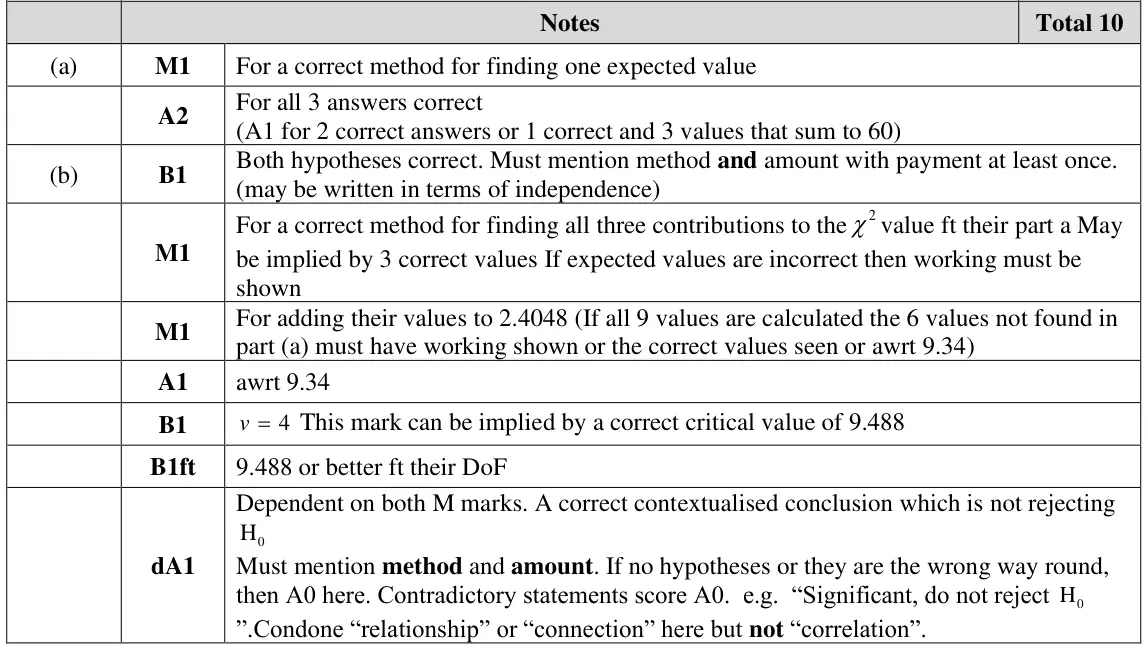 Notes Total 10
(a) M1 For a correct method for finding one expected value
A2 For all 3 answers correct
(A1 for 2 correct answers or 1 correct and 3 values that sum to 60)
(b) B1 Both hypotheses correct. Must mention method and amount with payment at least once.
(may be written in terms of independence)
M1 For a correct method for finding all three contributions to the χ² value ft their part a May
be implied by 3 correct values If expected values are incorrect then working must be
shown
M1 For adding their values to 2.4048 (If all 9 values are calculated the 6 values not found in
part (a) must have working shown or the correct values seen or awrt 9.34)
A1 awrt 9.34
B1 ν = 4 This mark can be implied by a correct critical value of 9.488
B1ft 9.488 or better ft their DoF
dA1 Dependent on both M marks. A correct contextualised conclusion which is not rejecting
H₀
Must mention method and amount. If no hypotheses or they are the wrong way round,
then A0 here. Contradictory statements score A0. e.g. “Significant, do not reject H₀
”.Condone “relationship” or “connection” here but not “correlation”.